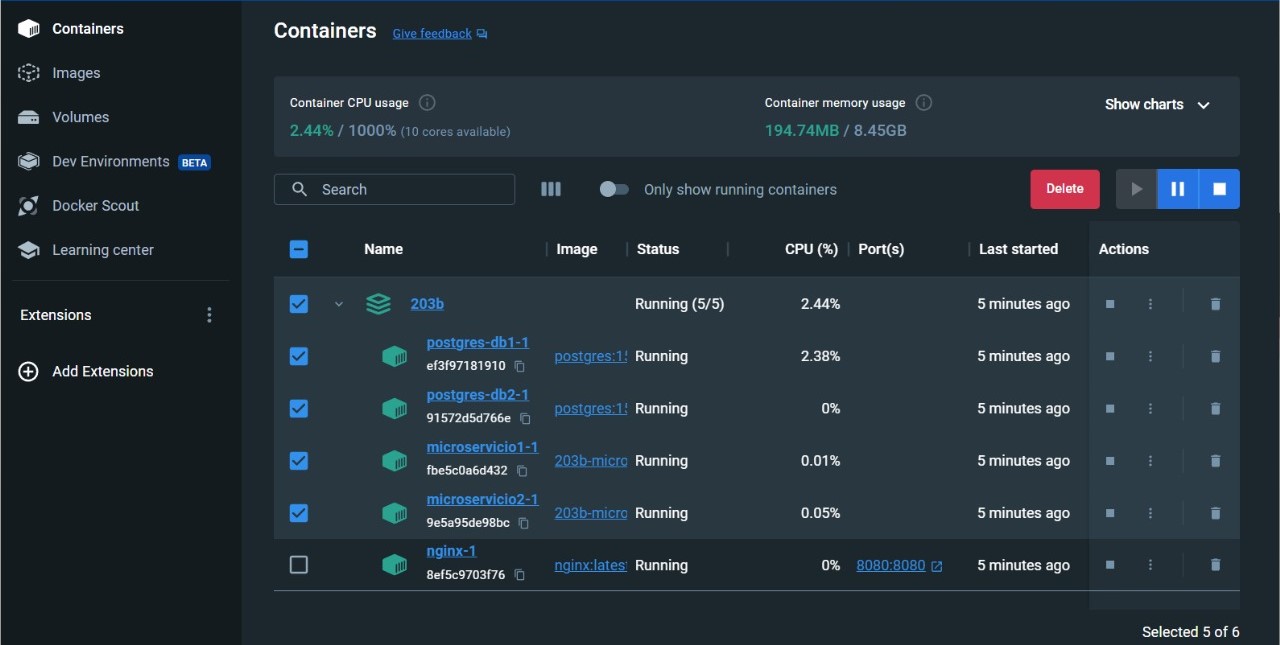 Containers
Images
Volumes
Dev Environments BETA
Docker Scout
Learning center
Extensions
Add Extensions
Containers Give feedback
Container CPU usage
2.44% / 1000% (10 cores available)
Container memory usage
194.74MB / 8.45GB
Show charts
Search
Only show running containers
Delete
Name Image Status CPU (%) Port(s) Last started Actions
203b Running (5/5) 2.44% 5 minutes ago
postgres-db1-1
ef3f97181910
postgres:15 Running 2.38% 5 minutes ago
postgres-db2-1
91572d5d766e
postgres:15 Running 0% 5 minutes ago
microservicio1-1
fbe5c0a6d432
203b-micro Running 0.01% 5 minutes ago
microservicio2-1
9e5a95de98bc
203b-micro Running 0.05% 5 minutes ago
nginx-1
8ef5c9703f76
nginx:lates Running 0% 8080:8080 5 minutes ago
Selected 5 of 6